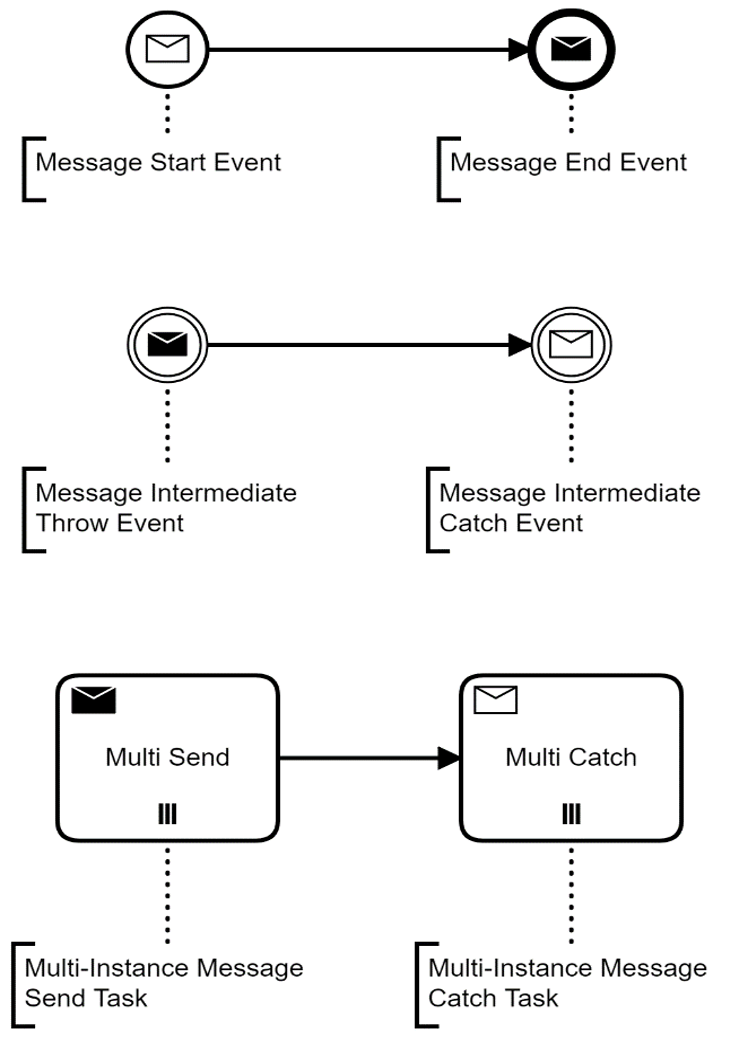 Message Start Event
Message End Event
Message Intermediate
Throw Event
Message Intermediate
Catch Event
Multi Send
Multi Catch
Multi-Instance Message
Send Task
Multi-Instance Message
Catch Task